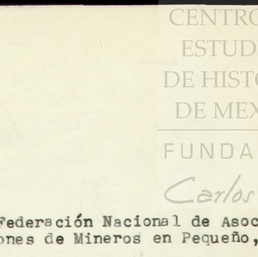 CENTRO
ESTUD
DE HISTO
DE MEX
FUNDA
Carlos
Federación Nacional de Asoc
ones de Mineros en Pequeño,